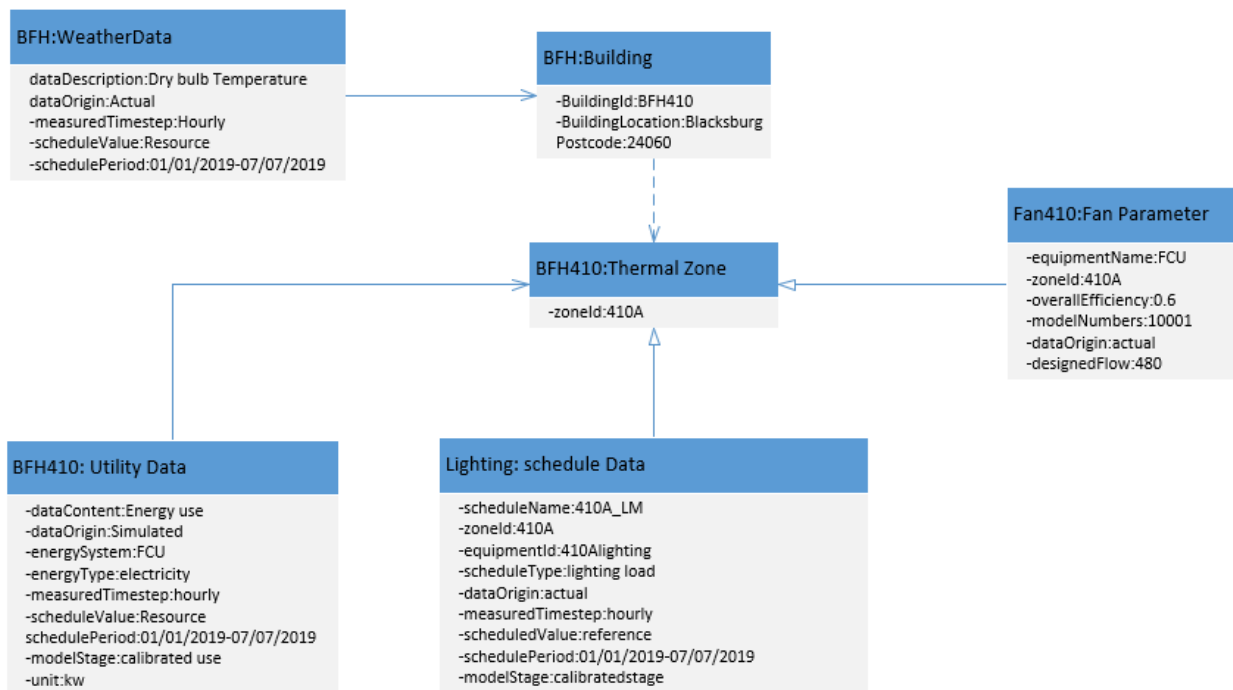 BFH:WeatherData
dataDescription:Dry bulb Temperature
dataOrigin:Actual
-measuredTimestep:Hourly
-scheduleValue:Resource
-schedulePeriod:01/01/2019-07/07/2019
BFH:Building
-BuildingId:BFH410
-BuildingLocation:Blacksburg
Postcode:24060
BFH410:Thermal Zone
-zoneId:410A
Fan410:Fan Parameter
-equipmentName:FCU
-zoneId:410A
-overallEfficiency:0.6
-modelNumbers:10001
-dataOrigin:actual
-designedFlow:480
BFH410: Utility Data
-dataContent:Energy use
-dataOrigin:Simulated
-energySystem:FCU
-energyType:electricity
-measuredTimestep:hourly
-scheduleValue:Resource
schedulePeriod:01/01/2019-07/07/2019
-modelStage:calibrated use
-unit:kw
Lighting: schedule Data
-scheduleName:410A_LM
-zoneId:410A
-equipmentId:410Alighting
-scheduleType:lighting load
-dataOrigin:actual
-measuredTimestep:hourly
-scheduledValue:reference
-schedulePeriod:01/01/2019-07/07/2019
-modelStage:calibratedstage